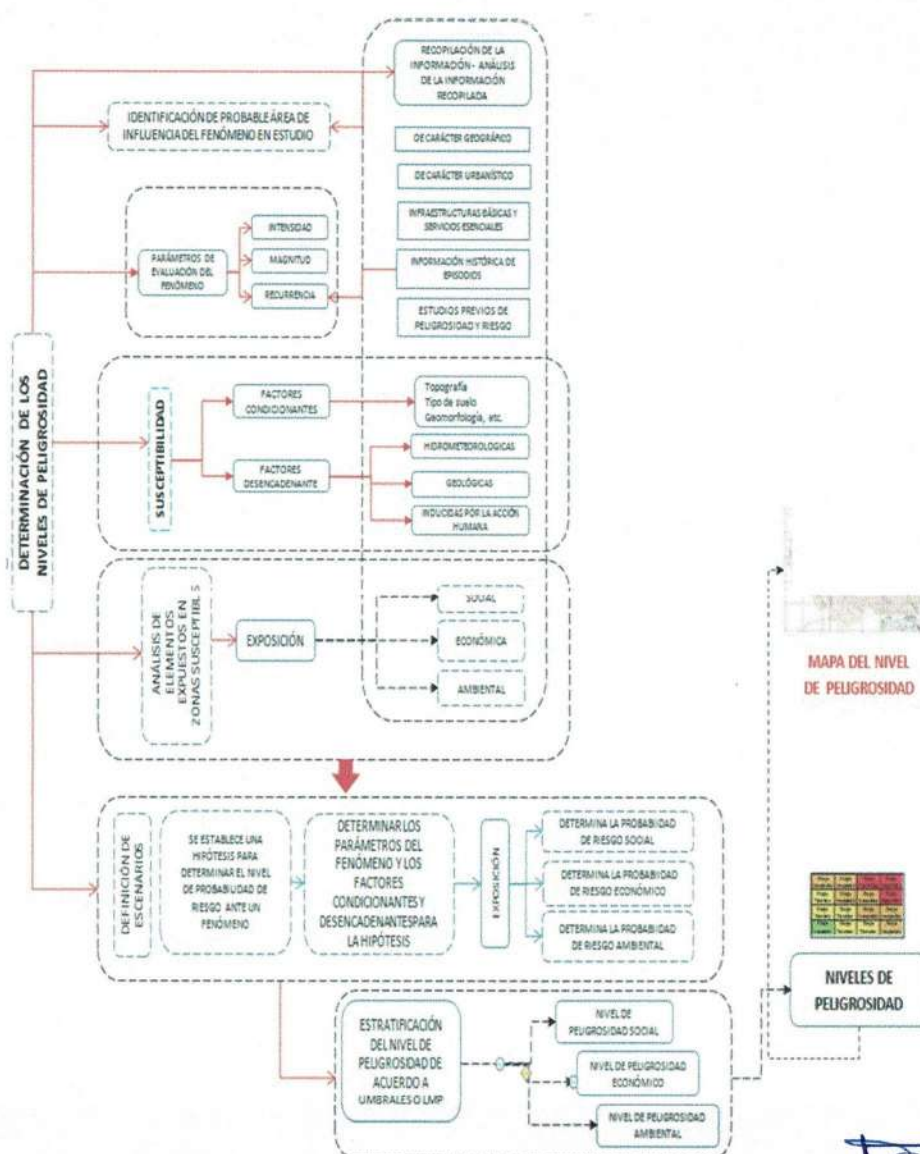 DETERMINACIÓN DE LOS
NIVELES DE PELIGROSIDAD
RECOPILACIÓN DE LA
INFORMACIÓN - ANÁLISIS
DE LA INFORMACIÓN
RECOPILADA
IDENTIFICACIÓN DE PROBABLE ÁREA DE
INFLUENCIA DEL FENÓMENO EN ESTUDIO
DE CARÁCTER GEOGRÁFICO
DE CARÁCTER URBANÍSTICO
INFRAESTRUCTURAS BÁSICAS Y
SERVICIOS ESENCIALES
INFORMACIÓN HISTÓRICA DE
EPISODIOS
ESTUDIOS PREVIOS DE
PELIGROSIDAD Y RIESGO
PARÁMETROS DE
EVALUACIÓN DEL
FENÓMENO
INTENSIDAD
MAGNITUD
RECURRENCIA
SUSCEPTIBILIDAD
FACTORES
CONDICIONANTES
Topografía
Tipo de suelo
Geomorfología, etc.
FACTORES
DESENCADENANTE
HIDROMETEOROLOGICAS
GEOLÓGICAS
INDUCIDAS POR LA ACCIÓN
HUMANA
ANÁLISIS DE
ELEMENTOS
EXPUESTOS EN
ZONAS SUSCEPTIBL S
EXPOSICIÓN
SOCIAL
ECONÓMICA
AMBIENTAL
DEFINICIÓN DE
ESCENARIOS
SE ESTABLECE UNA
HIPÓTESIS PARA
DETERMINAR EL NIVEL
DE PROBABILIDAD DE
RIESGO ANTE UN
FENÓMENO
DETERMINAR LOS
PARÁMETROS DEL
FENÓMENO Y LOS
FACTORES
CONDICIONANTES Y
DESENCADENANTES PARA
LA HIPÓTESIS
EXPOSICIÓN
DETERMINA LA PROBABIIDAD
DE RIESGO SOCIAL
DETERMINA LA PROBABIIDAD
DE RIESGO ECONÓMICO
DETERMINA LA PROBABIIDAD
DE RIESGO AMBIENTAL
ESTRATIFICACIÓN
DEL NIVEL DE
PELIGROSIDAD DE
ACUERDO A
UMBRALES O LMP
NIVEL DE
PELIGROSIDAD SOCIAL
NIVEL DE PELIGROSIDAD
ECONÓMICO
NIVEL DE PELIGROSIDAD
AMBIENTAL
NIVELES DE
PELIGROSIDAD
MAPA DEL NIVEL
DE PELIGROSIDAD